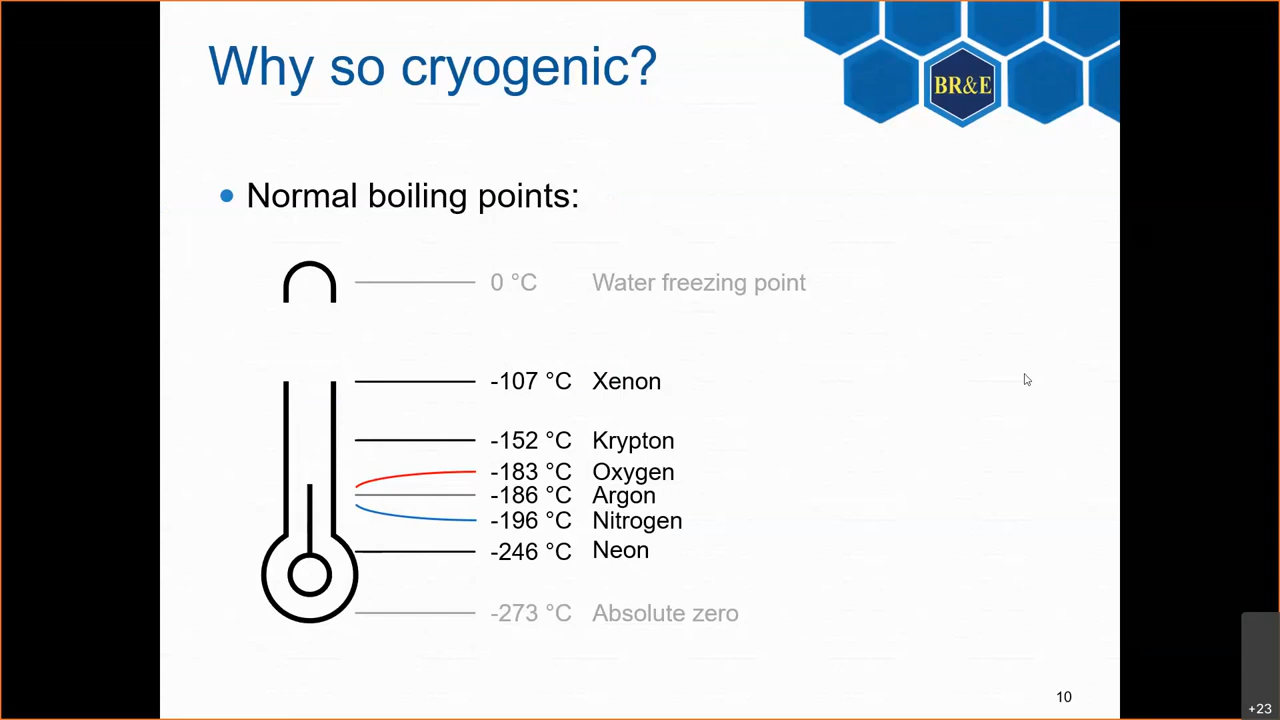 Why so cryogenic?
BR&E
• Normal boiling points:
0 °C Water freezing point
-107 °C Xenon
-152 °C Krypton
-183 °C Oxygen
-186 °C Argon
-196 °C Nitrogen
-246 °C Neon
-273 °C Absolute zero
10
+23